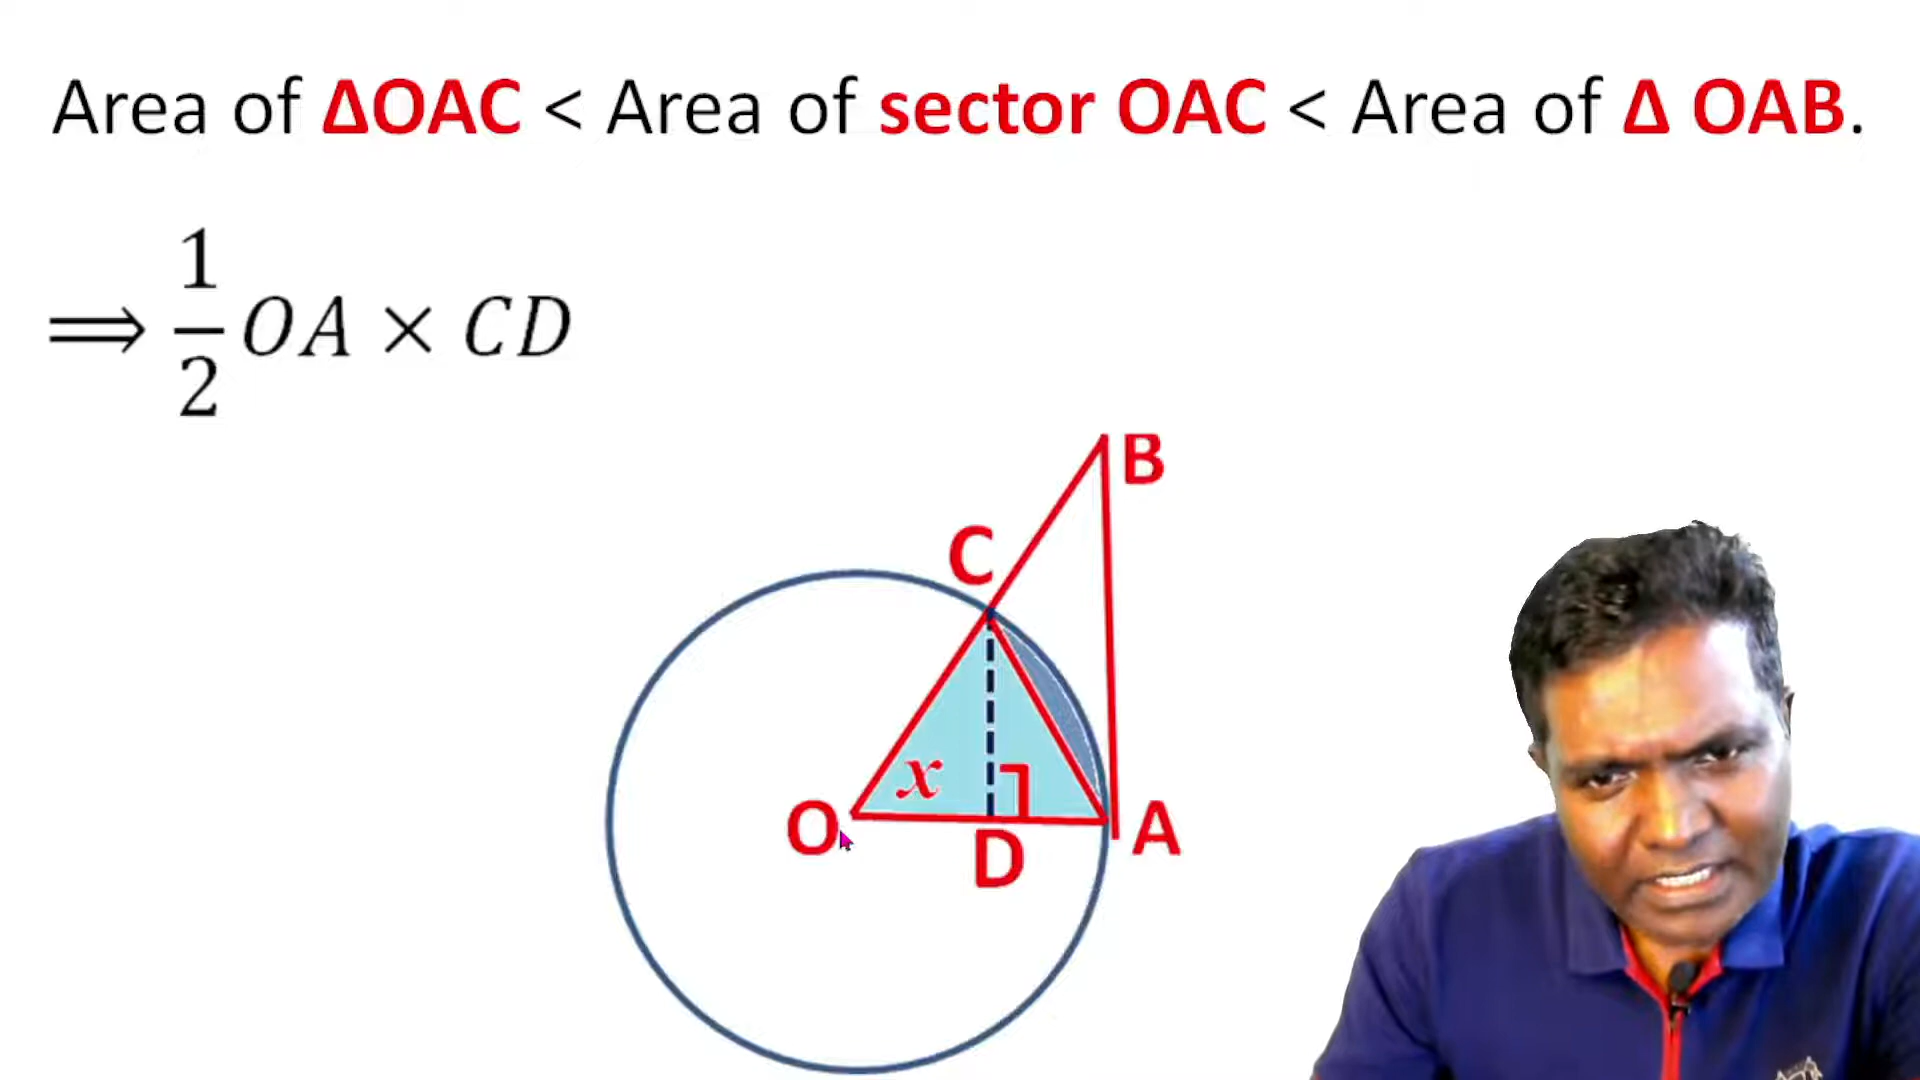 Area of ΔOAC < Area of sector OAC < Area of Δ OAB.
⟹ 1/2 OA × CD
B
C
x
O
D
A